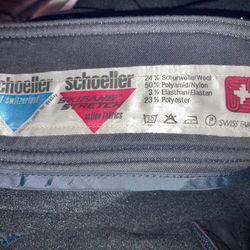 schoeller
switzerland
schoeller
SKIFANS
STRETCH
active fabrics
24% Schurwolle/Wool
50% Polyamid/Nylon
3% Elasthan/Elastan
23% Polyester
SWISS FAB